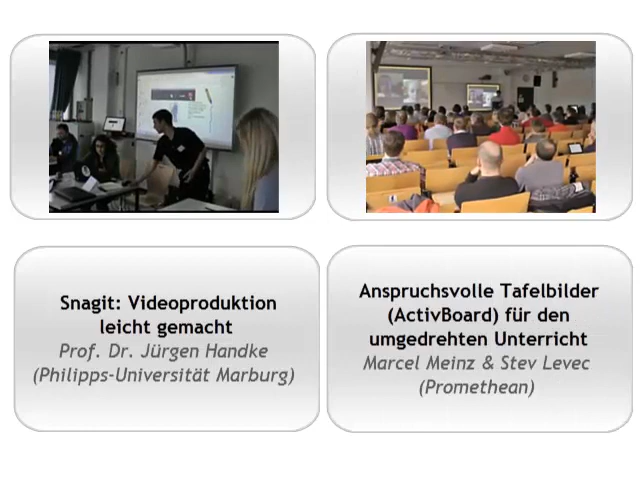 Snagit: Videoproduktion
leicht gemacht
Prof. Dr. Jürgen Handke
(Philipps-Universität Marburg)
Anspruchsvolle Tafelbilder
(ActivBoard) für den
umgedrehten Unterricht
Marcel Meinz & Stev Levec
(Promethean)